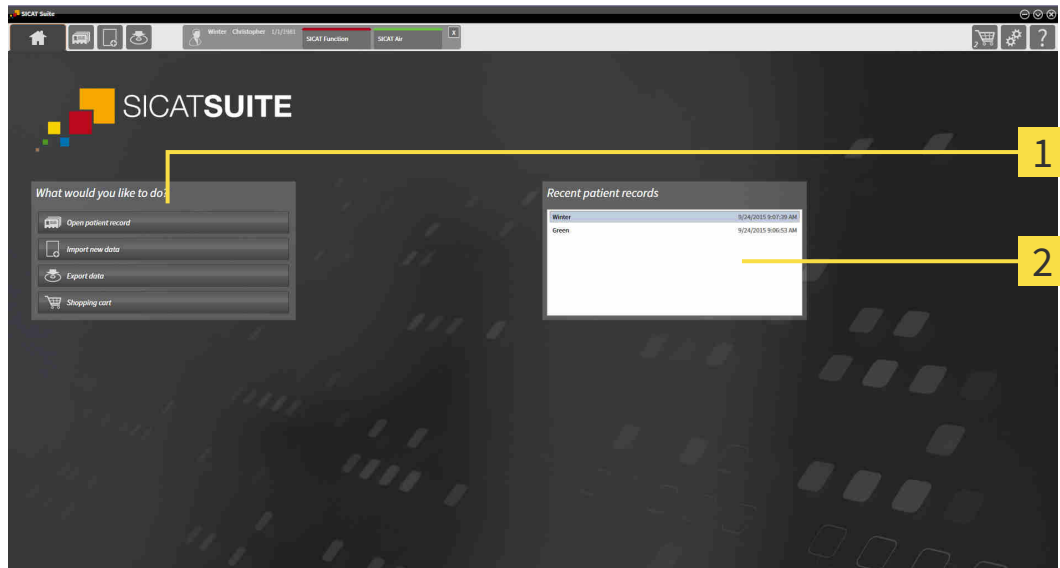 SICAT Suite
Winter Christopher 1/1/1981
SICAT Function
SICAT Air
x
2
?
SICATSUITE
1
What would you like to do?
Open patient record
Import new data
Export data
Shopping cart
Recent patient records
Winter 9/24/2015 9:07:39 AM
Green 9/24/2015 9:06:53 AM
2